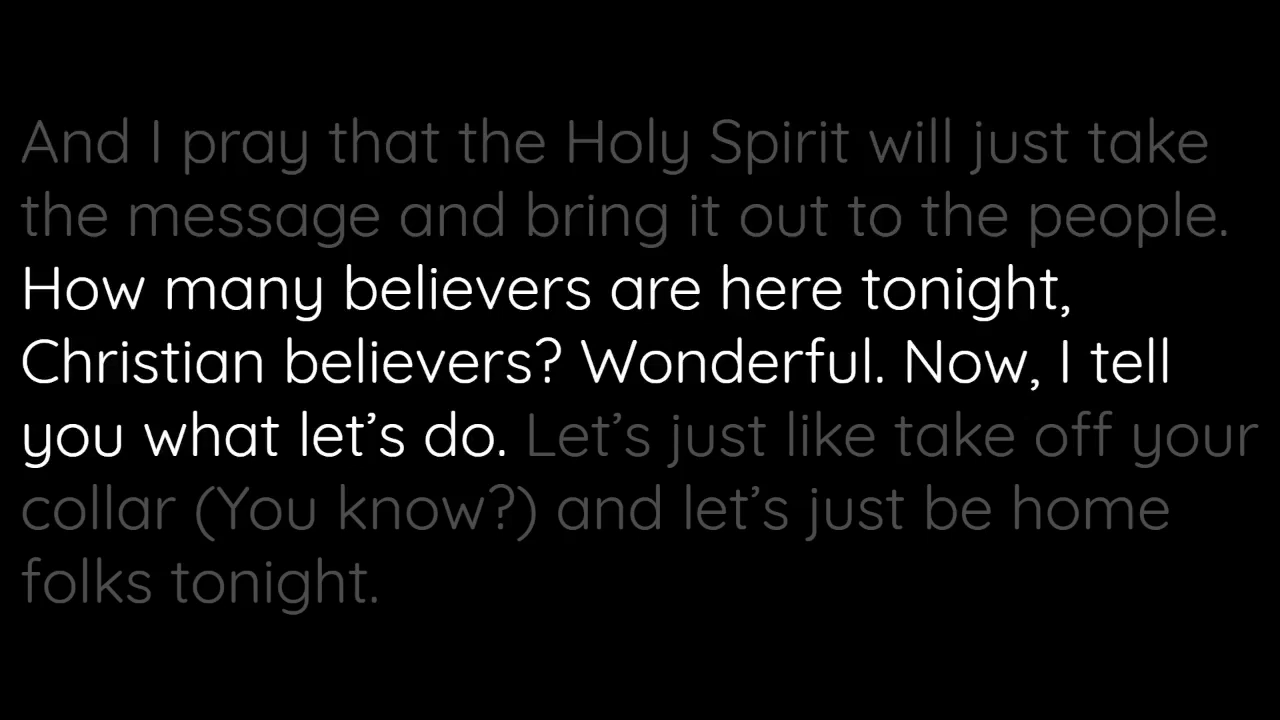 And I pray that the Holy Spirit will just take
the message and bring it out to the people.
How many believers are here tonight,
Christian believers? Wonderful. Now, I tell
you what let’s do. Let’s just like take off your
collar (You know?) and let’s just be home
folks tonight.